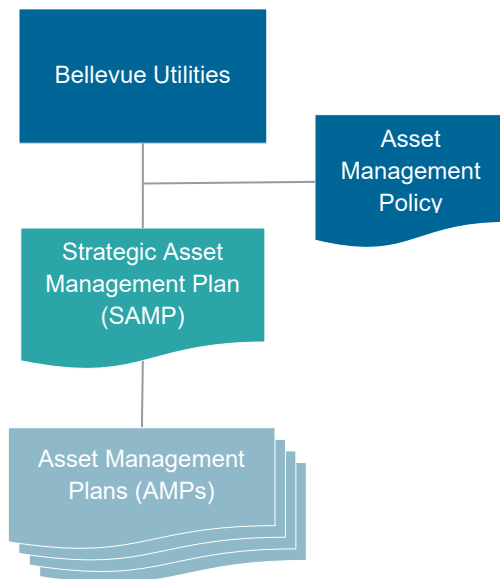 Bellevue Utilities
Asset
Management
Policy
Strategic Asset
Management Plan
(SAMP)
Asset Management
Plans (AMPs)